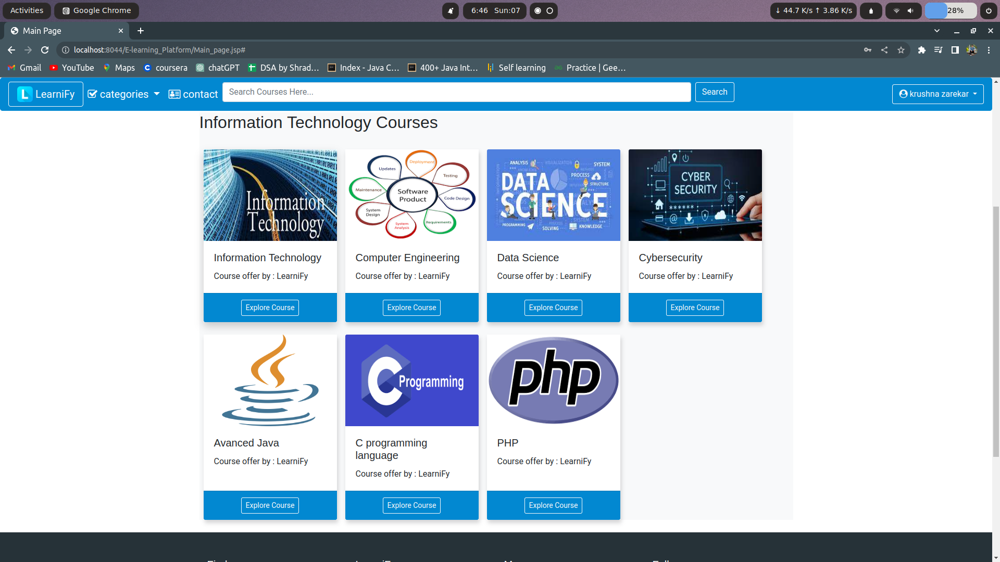 Activities
Google Chrome
6:46 Sun:07
↓ 44.7 K/s ↑ 3.86 K/s
28%
Main Page
localhost:8044/E-learning_Platform/Main_page.jsp#
Gmail
YouTube
Maps
coursera
chatGPT
DSA by Shrad...
Index - Java C...
400+ Java Int...
Self learning
Practice | Gee...
L LearniFy
categories
contact
Search Courses Here...
Search
krushna zarekar
Information Technology Courses
Information
Technology
Updates
Deployment
Testing
Maintenance
Software
Product
Code Design
System
Design
System
Analysis
Requirements
ANALYSIS
VISUALIZATION
SYSTEM
PROCESS
STRUCTURE
DATA
SCIENCE
PROGRAMMING
SOLVING
KNOWLEDGE
CYBER
SECURITY
******
Information Technology
Course offer by : LearniFy
Explore Course
Computer Engineering
Course offer by : LearniFy
Explore Course
Data Science
Course offer by : LearniFy
Explore Course
Cybersecurity
Course offer by : LearniFy
Explore Course
Avanced Java
Course offer by : LearniFy
Explore Course
C Programming
C programming
language
Course offer by : LearniFy
Explore Course
php
PHP
Course offer by : LearniFy
Explore Course